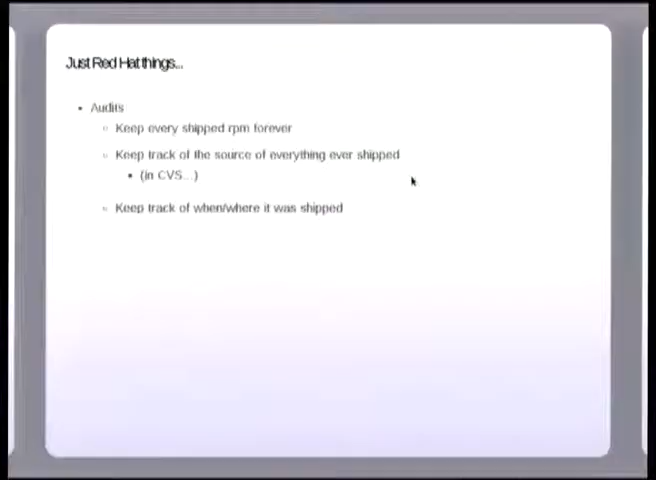 Just Red Hat things...
Audits
Keep every shipped rpm forever
Keep track of the source of everything ever shipped
(in CVS...)
Keep track of when/where it was shipped